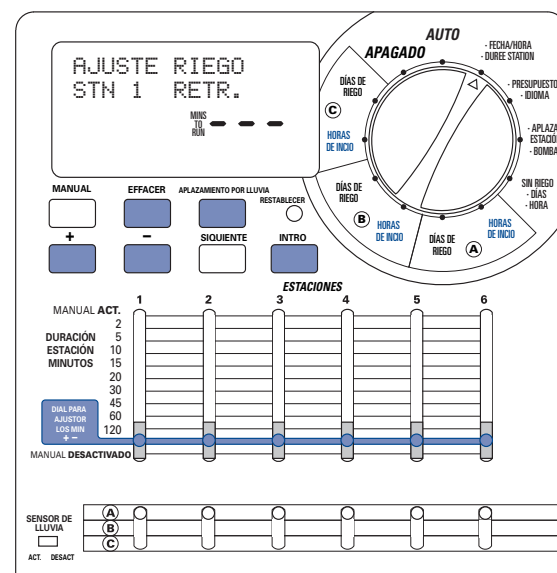 AJUSTE RIEGO
STN 1 RETR.
MINS
TO
RUN
MANUAL
EFFACER
APLAZAMIENTO POR LLUVIA
RESTABLECER
+
−
SIQUIENTE
INTRO
AUTO
APAGADO
- FECHA/HORA
- DUREE STATION
- PRESUPUESTO
- IDIOMA
- APLAZA
ESTACIÓN
- BOMBA
SIN RIEGO
- DÍAS
- HORA
DÍAS DE
RIEGO
C
HORAS
DE INCIO
DÍAS DE
RIEGO
B
HORAS
DE INCIO
DÍAS DE
RIEGO
A
HORAS
DE INCIO
ESTACIONES
1 2 3 4 5 6
MANUAL ACT.
2
DURACIÓN 5
ESTACIÓN 10
MINUTOS 15
20
30
45
60
120
DIAL PARA
AJUSTOR
LOS MIN
+ −
MANUAL DESACTIVADO
SENSOR DE
LLUVIA
ACT. DESACT
A
B
C